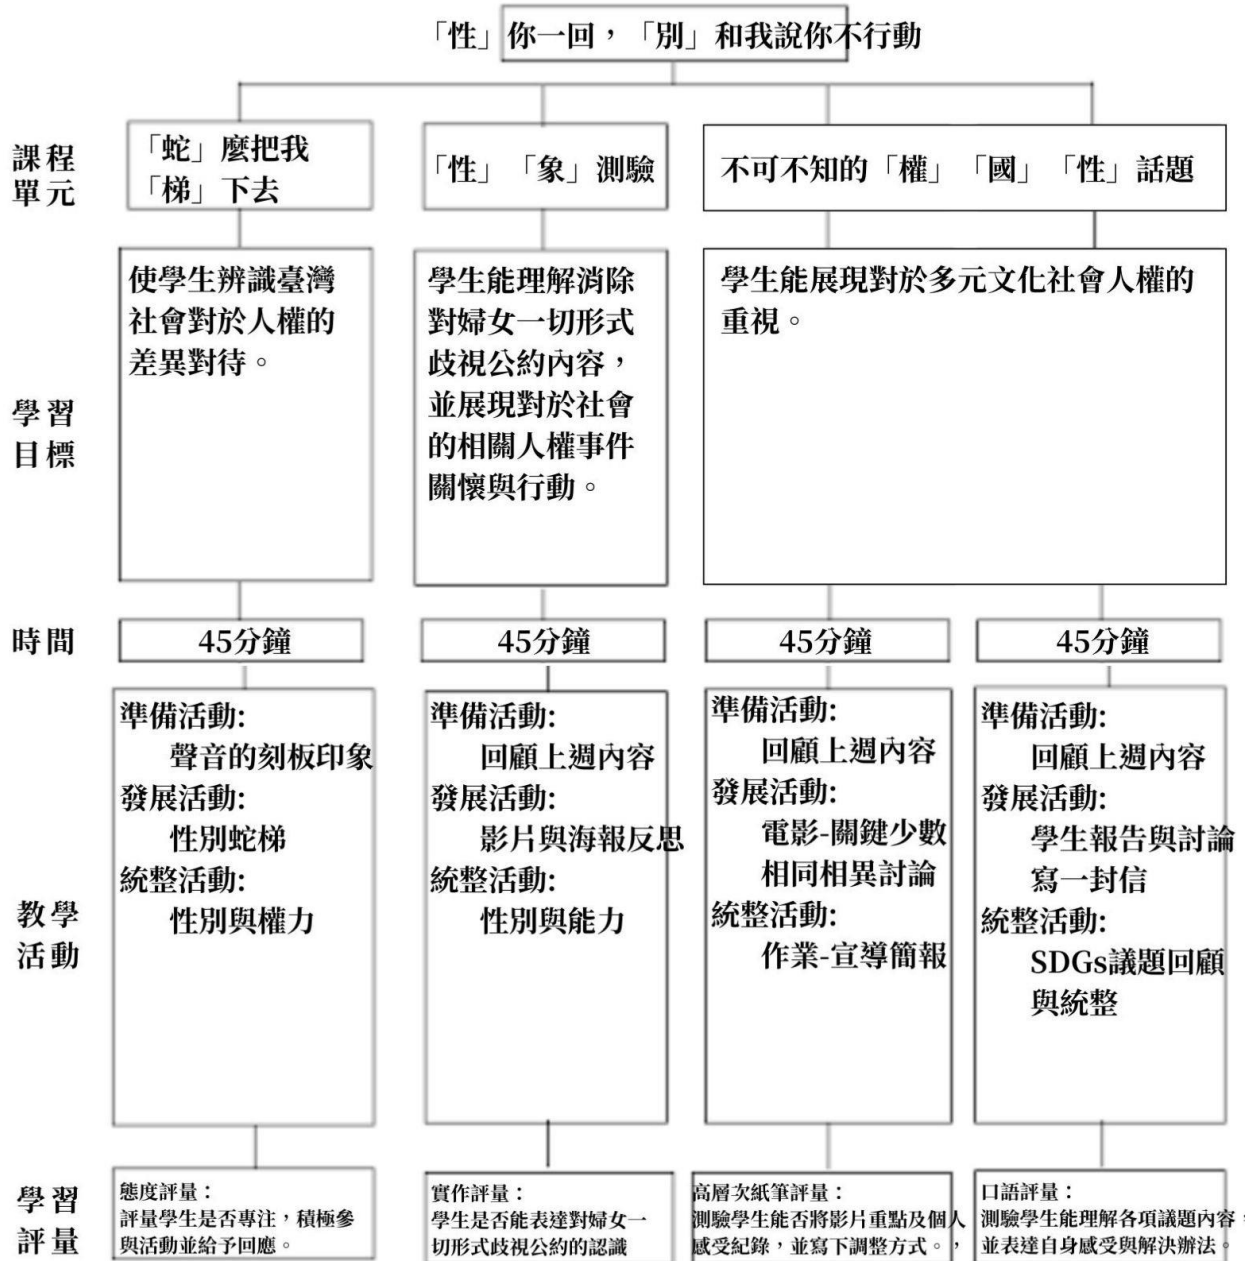 「性」你一回，「別」和我說你不行動
課程
單元
「蛇」麼把我
「梯」下去
「性」「象」測驗
不可不知的「權」「國」「性」話題
學習
目標
使學生辨識臺灣
社會對於人權的
差異對待。
學生能理解消除
對婦女一切形式
歧視公約內容，
並展現對於社會
的相關人權事件
關懷與行動。
學生能展現對於多元文化社會人權的
重視。
時間
45分鐘
45分鐘
45分鐘
45分鐘
教學
活動
準備活動:
聲音的刻板印象
發展活動:
性別蛇梯
統整活動:
性別與權力
準備活動:
回顧上週內容
發展活動:
影片與海報反思
統整活動:
性別與能力
準備活動:
回顧上週內容
發展活動:
電影-關鍵少數
相同相異討論
統整活動:
作業-宣導簡報
準備活動:
回顧上週內容
發展活動:
學生報告與討論
寫一封信
統整活動:
SDGs議題回顧
與統整
學習
評量
態度評量：
評量學生是否專注，積極參
與活動並給予回應。
實作評量：
學生是否能表達對婦女一
切形式歧視公約的認識
高層次紙筆評量：
測驗學生能否將影片重點及個人
感受紀錄，並寫下調整方式。，
口語評量：
測驗學生能理解各項議題內容，
並表達自身感受與解決辦法。